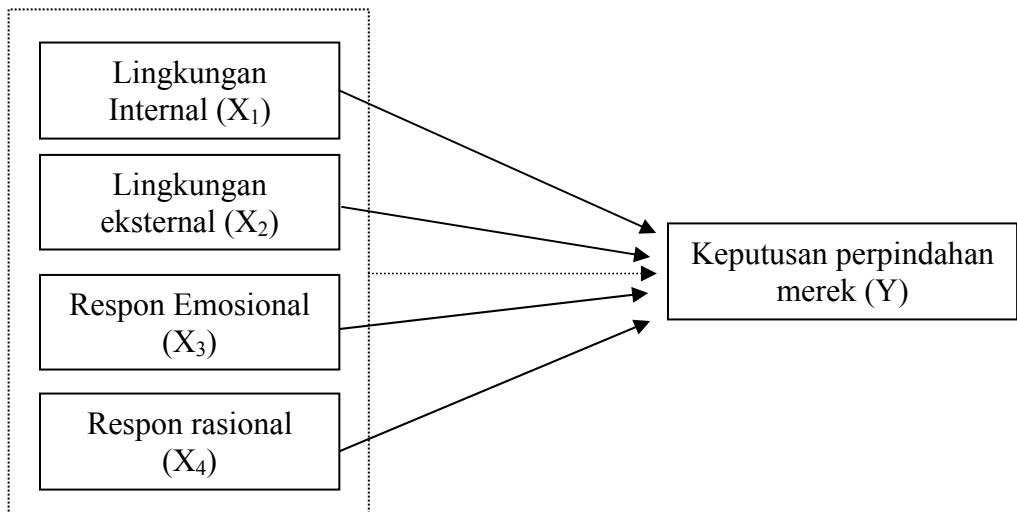 Lingkungan
Internal (X₁)
Lingkungan
eksternal (X₂)
Respon Emosional
(X₃)
Respon rasional
(X₄)
Keputusan perpindahan
merek (Y)